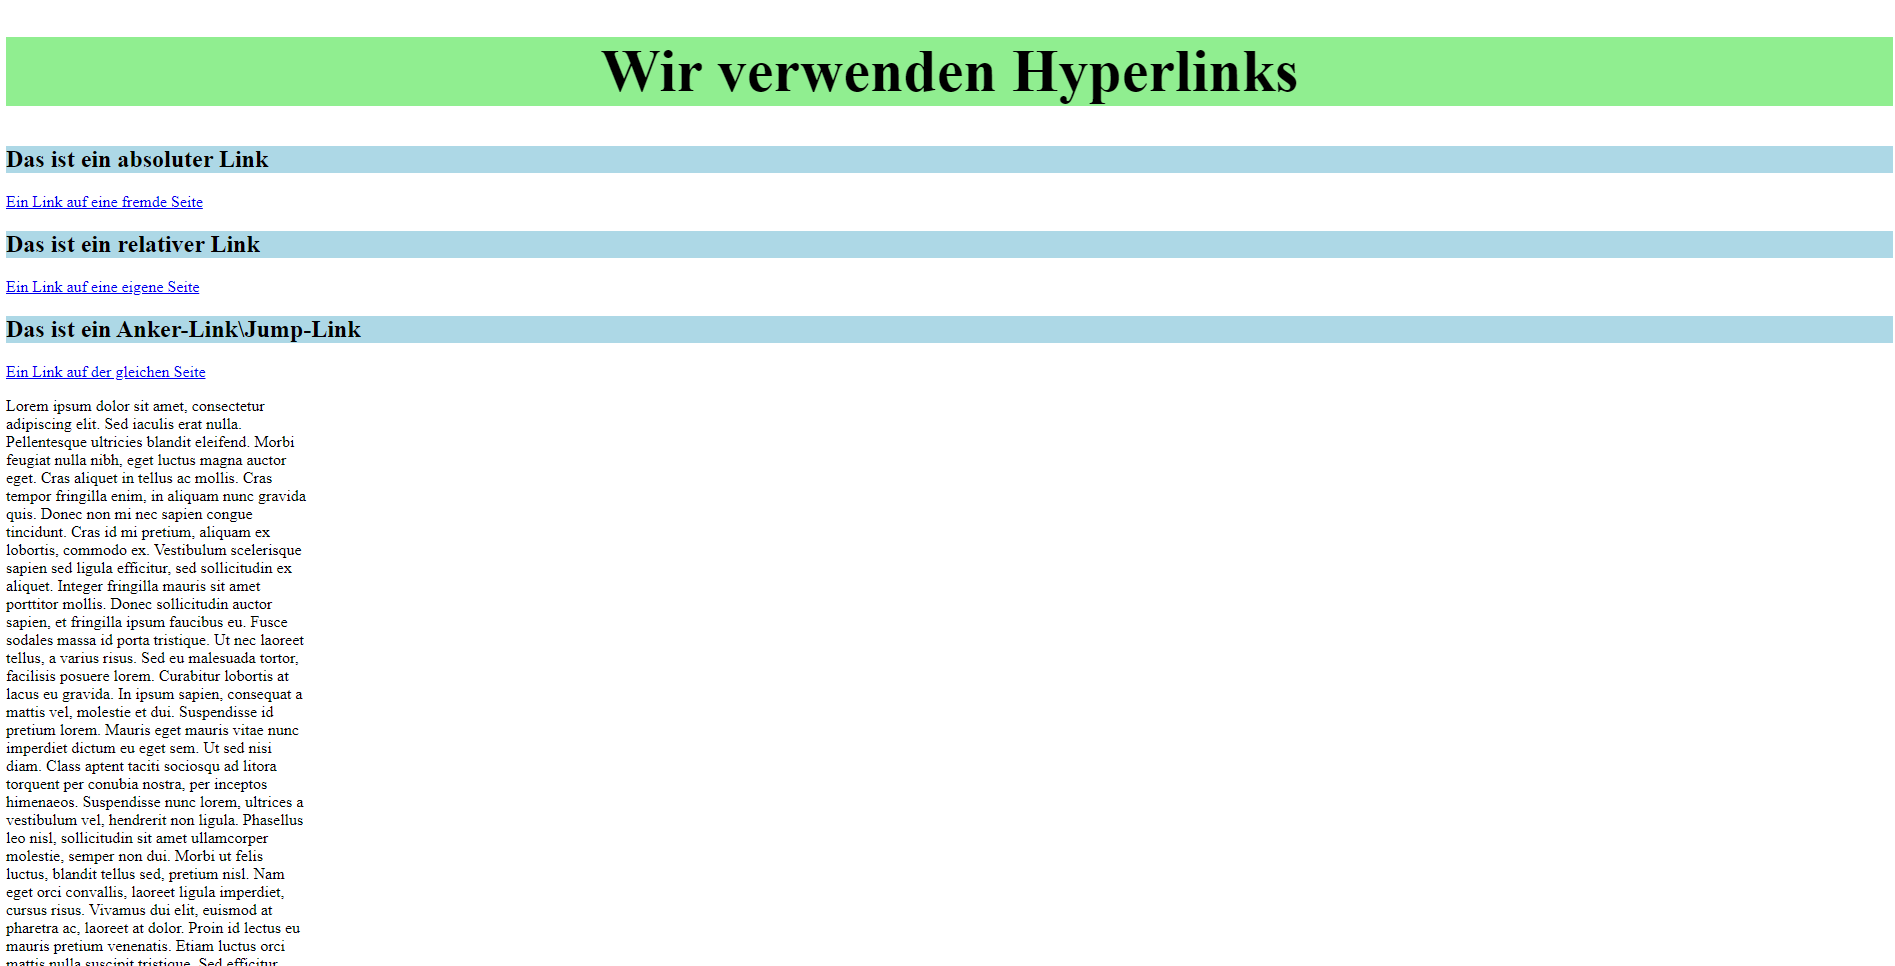 Wir verwenden Hyperlinks
Das ist ein absoluter Link
Ein Link auf eine fremde Seite
Das ist ein relativer Link
Ein Link auf eine eigene Seite
Das ist ein Anker-Link\Jump-Link
Ein Link auf der gleichen Seite
Lorem ipsum dolor sit amet, consectetur
adipiscing elit. Sed iaculis erat nulla.
Pellentesque ultricies blandit eleifend. Morbi
feugiat nulla nibh, eget luctus magna auctor
eget. Cras aliquet in tellus ac mollis. Cras
tempor fringilla enim, in aliquam nunc gravida
quis. Donec non mi nec sapien congue
tincidunt. Cras id mi pretium, aliquam ex
lobortis, commodo ex. Vestibulum scelerisque
sapien sed ligula efficitur, sed sollicitudin ex
aliquet. Integer fringilla mauris sit amet
porttitor mollis. Donec sollicitudin auctor
sapien, et fringilla ipsum faucibus eu. Fusce
sodales massa id porta tristique. Ut nec laoreet
tellus, a varius risus. Sed eu malesuada tortor,
facilisis posuere lorem. Curabitur lobortis at
lacus eu gravida. In ipsum sapien, consequat a
mattis vel, molestie et dui. Suspendisse id
pretium lorem. Mauris eget mauris vitae nunc
imperdiet dictum eu eget sem. Ut sed nisi
diam. Class aptent taciti sociosqu ad litora
torquent per conubia nostra, per inceptos
himenaeos. Suspendisse nunc lorem, ultrices a
vestibulum vel, hendrerit non ligula. Phasellus
leo nisl, sollicitudin sit amet ullamcorper
molestie, semper non dui. Morbi ut felis
luctus, blandit tellus sed, pretium nisl. Nam
eget orci convallis, laoreet ligula imperdiet,
cursus risus. Vivamus dui elit, euismod at
pharetra ac, laoreet at dolor. Proin id lectus eu
mauris pretium venenatis. Etiam luctus orci
mattis nulla suscipit tristique. Sed efficitur